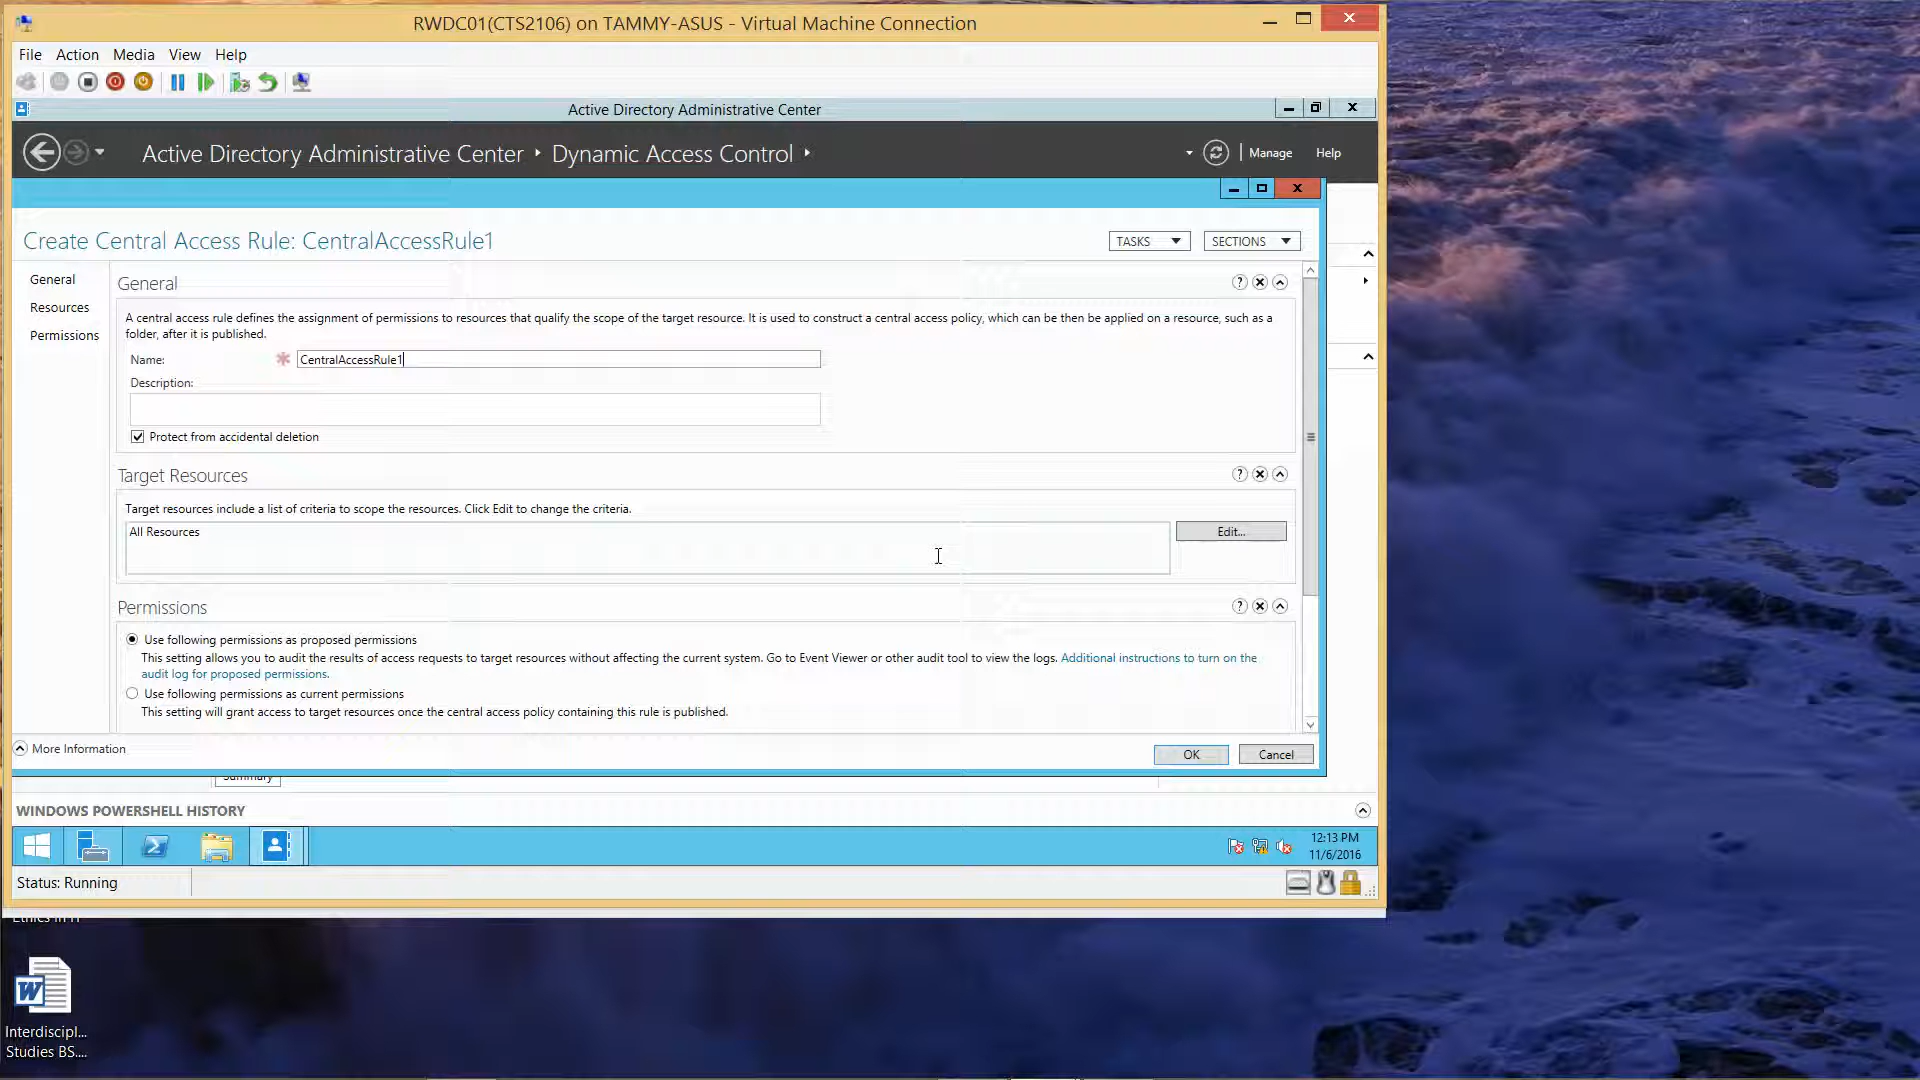 RWDC01(CTS2106) on TAMMY-ASUS - Virtual Machine Connection
File Action Media View Help
Active Directory Administrative Center
Active Directory Administrative Center Dynamic Access Control Manage Help
Create Central Access Rule: CentralAccessRule1
TASKS SECTIONS
General
Resources
Permissions
General
A central access rule defines the assignment of permissions to resources that qualify the scope of the target resource. It is used to construct a central access policy, which can be then be applied on a resource, such as a
folder, after it is published.
Name: CentralAccessRule1
Description:
Protect from accidental deletion
Target Resources
Target resources include a list of criteria to scope the resources. Click Edit to change the criteria.
All Resources
Edit...
Permissions
Use following permissions as proposed permissions
This setting allows you to audit the results of access requests to target resources without affecting the current system. Go to Event Viewer or other audit tool to view the logs. Additional instructions to turn on the
audit log for proposed permissions.
Use following permissions as current permissions
This setting will grant access to target resources once the central access policy containing this rule is published.
More Information
OK Cancel
Summary
WINDOWS POWERSHELL HISTORY
12:13 PM
11/6/2016
Status: Running
Ethics in IT
Interdiscipl...
Studies BS....